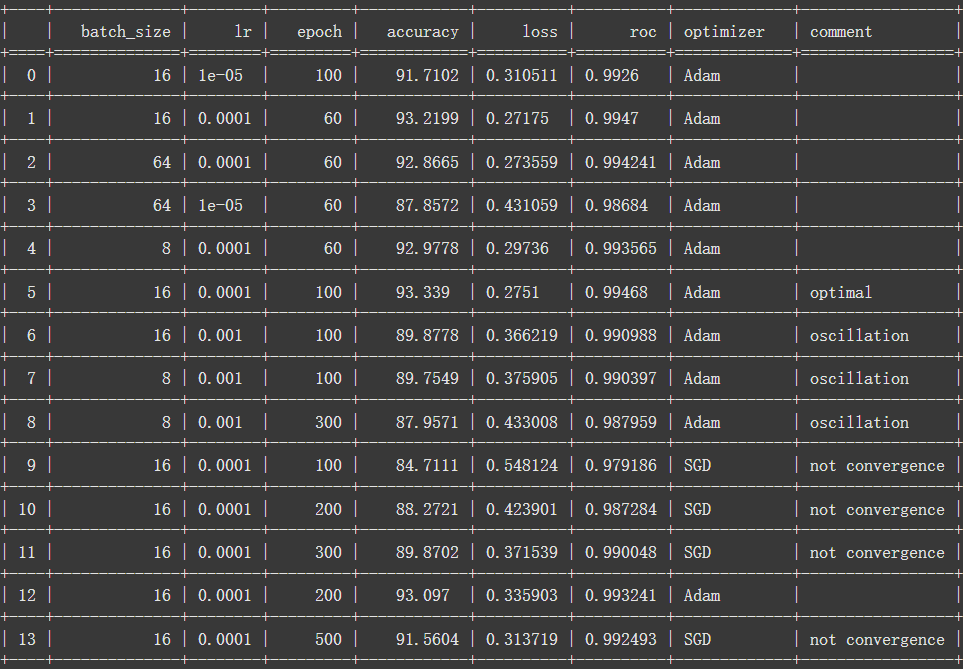 batch_size | lr | epoch | accuracy | loss | roc | optimizer | comment
0 | 16 | 1e-05 | 100 | 91.7102 | 0.310511 | 0.9926 | Adam | |
1 | 16 | 0.0001 | 60 | 93.2199 | 0.27175 | 0.9947 | Adam | |
2 | 64 | 0.0001 | 60 | 92.8665 | 0.273559 | 0.994241 | Adam | |
3 | 64 | 1e-05 | 60 | 87.8572 | 0.431059 | 0.98684 | Adam | |
4 | 8 | 0.0001 | 60 | 92.9778 | 0.29736 | 0.993565 | Adam | |
5 | 16 | 0.0001 | 100 | 93.339 | 0.2751 | 0.99468 | Adam | optimal |
6 | 16 | 0.001 | 100 | 89.8778 | 0.366219 | 0.990988 | Adam | oscillation |
7 | 8 | 0.001 | 100 | 89.7549 | 0.375905 | 0.990397 | Adam | oscillation |
8 | 8 | 0.001 | 300 | 87.9571 | 0.433008 | 0.987959 | Adam | oscillation |
9 | 16 | 0.0001 | 100 | 84.7111 | 0.548124 | 0.979186 | SGD | not convergence |
10 | 16 | 0.0001 | 200 | 88.2721 | 0.423901 | 0.987284 | SGD | not convergence |
11 | 16 | 0.0001 | 300 | 89.8702 | 0.371539 | 0.990048 | SGD | not convergence |
12 | 16 | 0.0001 | 200 | 93.097 | 0.335903 | 0.993241 | Adam | |
13 | 16 | 0.0001 | 500 | 91.5604 | 0.313719 | 0.992493 | SGD | not convergence |